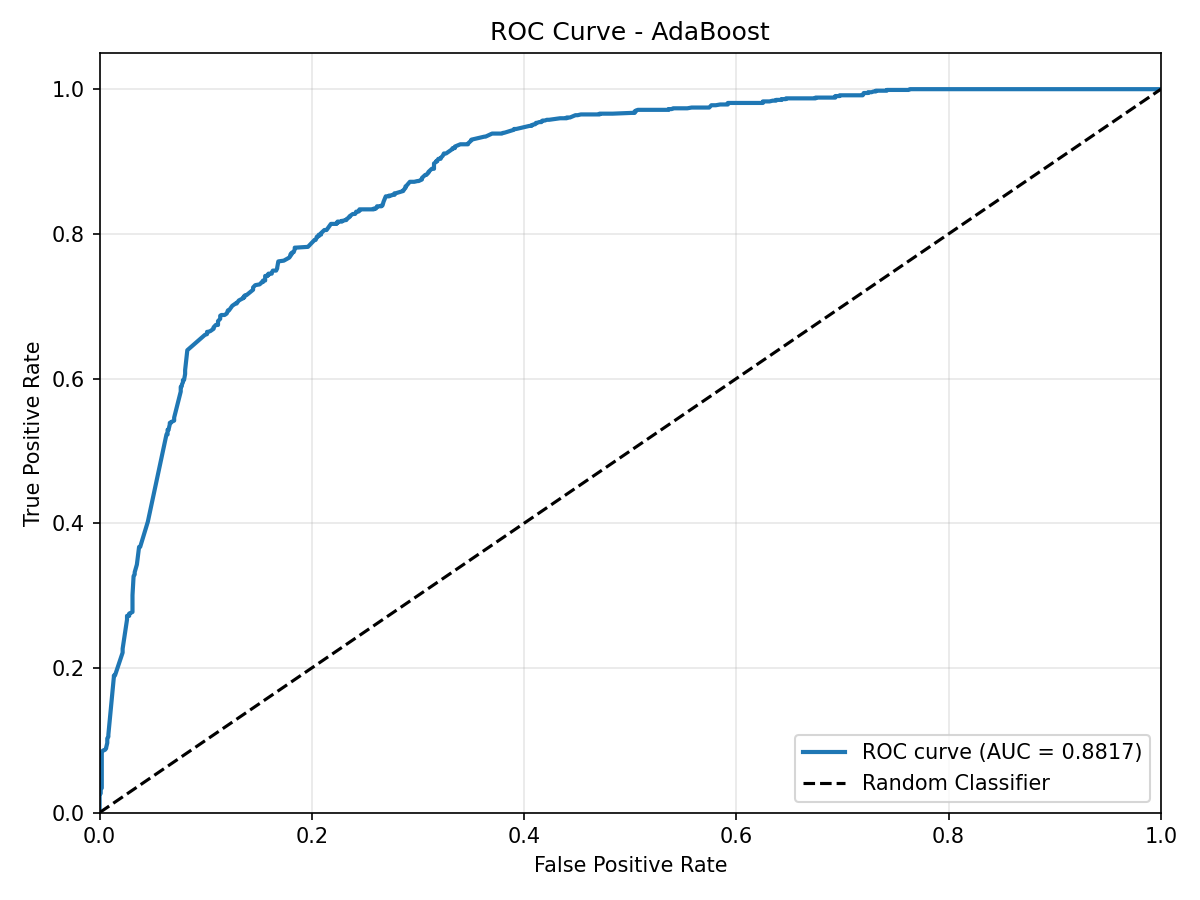 ROC Curve - AdaBoost
True Positive Rate
1.0
0.8
0.6
0.4
0.2
0.0
ROC curve (AUC = 0.8817)
Random Classifier
0.0 0.2 0.4 0.6 0.8 1.0
False Positive Rate